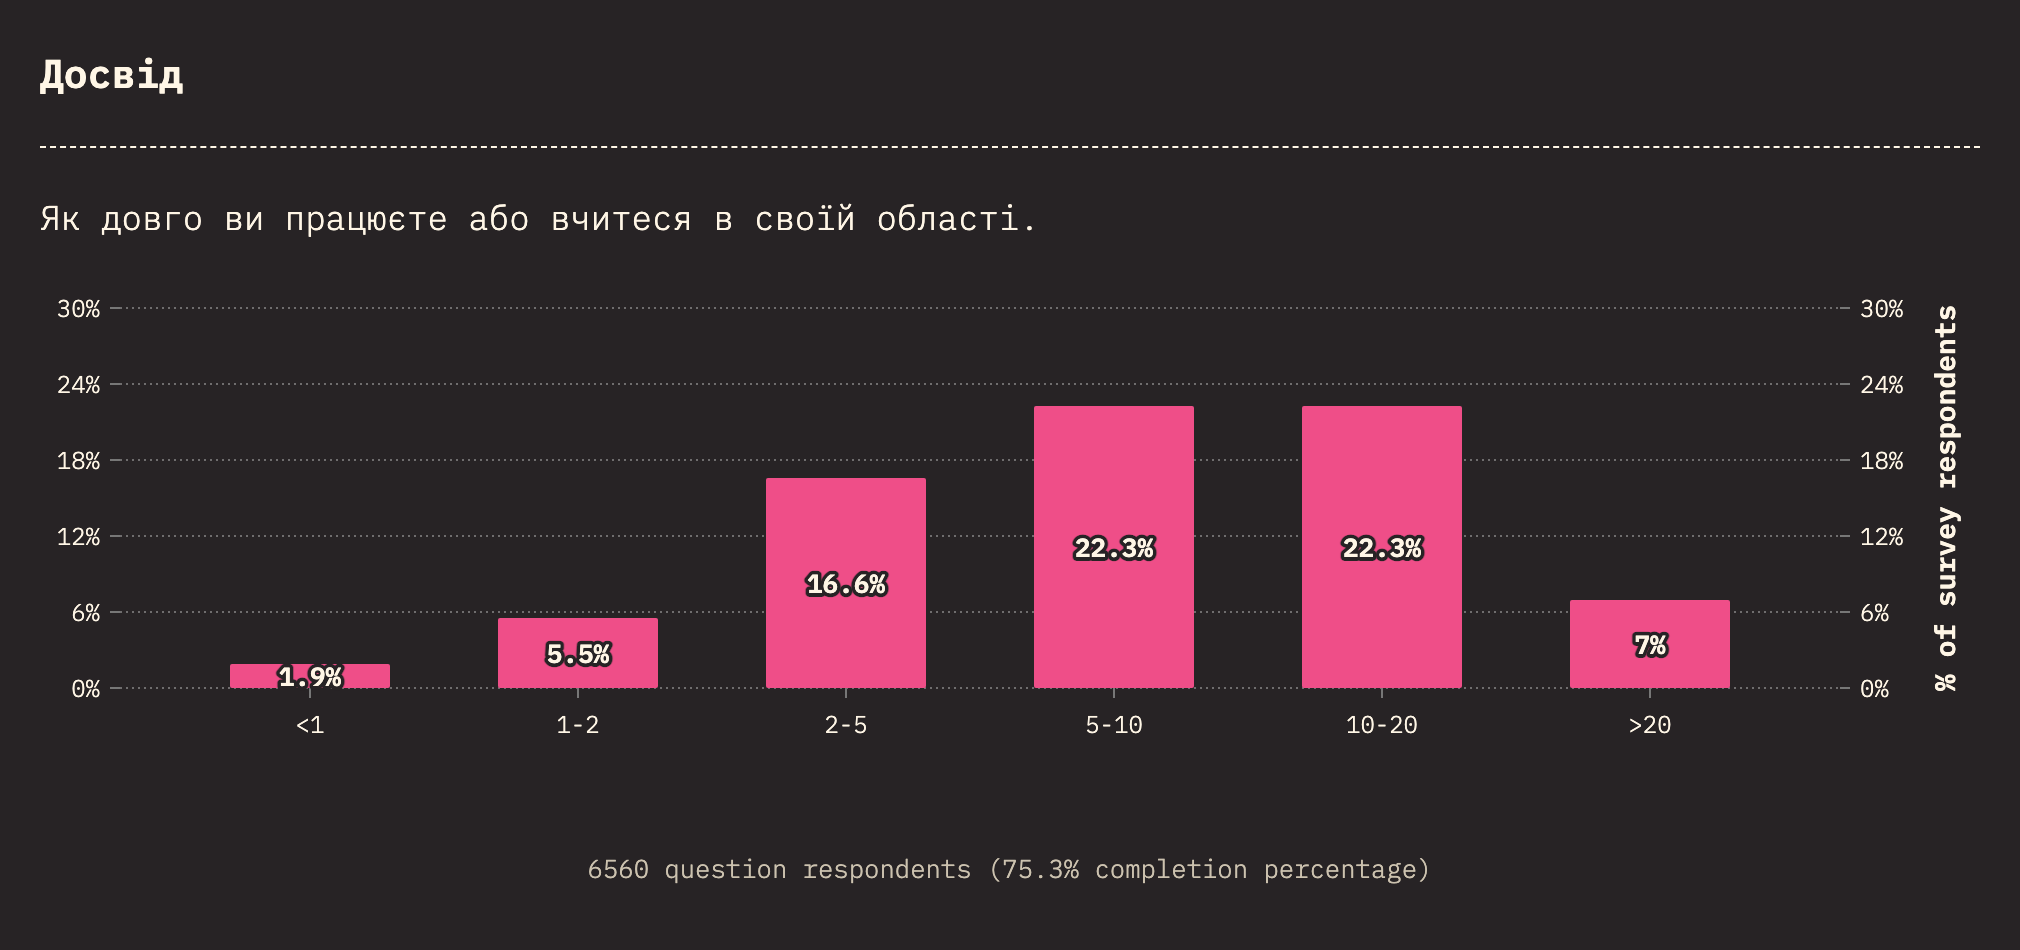 Досвід
Як довго ви працюєте або вчитеся в своїй області.
30% 30%
24% 24%
18% 18%
12% 12%
6% 6%
0% 0%
% of survey respondents
1.9% 5.5% 16.6% 22.3% 22.3% 7%
<1 1-2 2-5 5-10 10-20 >20
6560 question respondents (75.3% completion percentage)